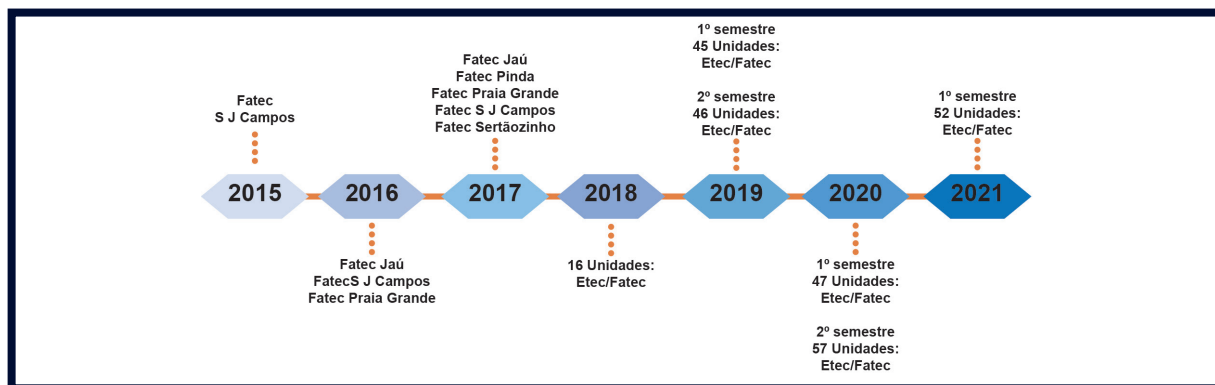 2015
Fatec
S J Campos
2016
Fatec Jaú
FatecS J Campos
Fatec Praia Grande
2017
Fatec Jaú
Fatec Pinda
Fatec Praia Grande
Fatec S J Campos
Fatec Sertãozinho
2018
16 Unidades:
Etec/Fatec
2019
1º semestre
45 Unidades:
Etec/Fatec
2º semestre
46 Unidades:
Etec/Fatec
2020
1º semestre
47 Unidades:
Etec/Fatec
2º semestre
57 Unidades:
Etec/Fatec
2021
1º semestre
52 Unidades:
Etec/Fatec